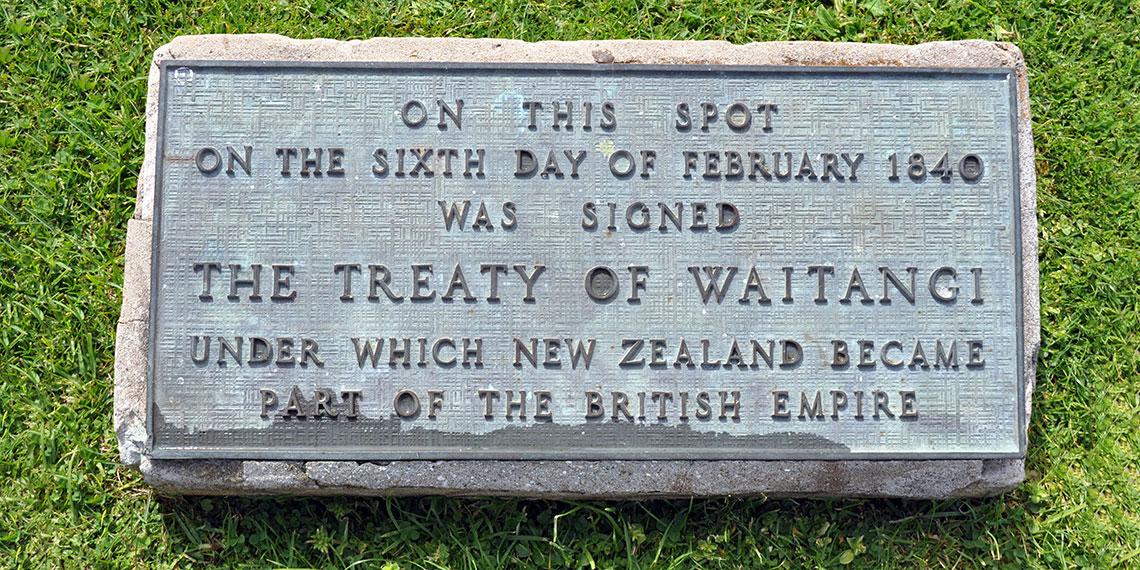 ON THIS SPOT
ON THE SIXTH DAY OF FEBRUARY 1840
WAS SIGNED
THE TREATY OF WAITANGI
UNDER WHICH NEW ZEALAND BECAME
PART OF THE BRITISH EMPIRE